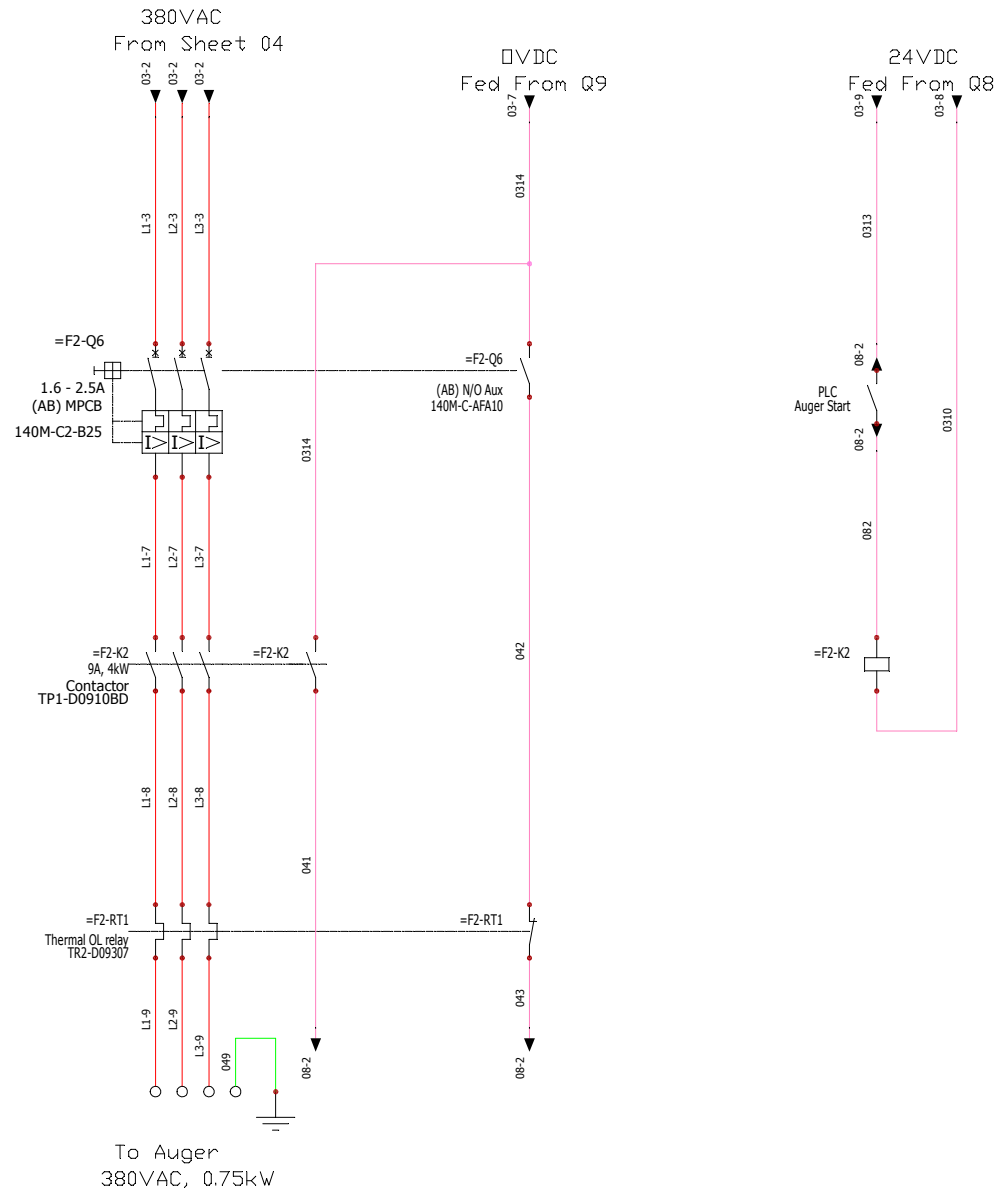 380VAC
From Sheet 04
0VDC
Fed From Q9
24VDC
Fed From Q8
03-2
03-2
03-2
03-7
03-9
03-8
L1-3
L2-3
L3-3
0314
0313
=F2-Q6
1.6 - 2.5A
(AB) MPCB
140M-C2-B25
I>
I>
I>
=F2-Q6
(AB) N/O Aux
140M-C-AFA10
08-2
PLC
Auger Start
08-2
0310
0314
L1-7
L2-7
L3-7
082
=F2-K2
9A, 4kW
Contactor
TP1-D0910BD
=F2-K2
042
=F2-K2
L1-8
L2-8
L3-8
041
=F2-RT1
Thermal OL relay
TR2-D09307
=F2-RT1
L1-9
L2-9
L3-9
049
043
08-2
08-2
To Auger
380VAC, 0.75kW